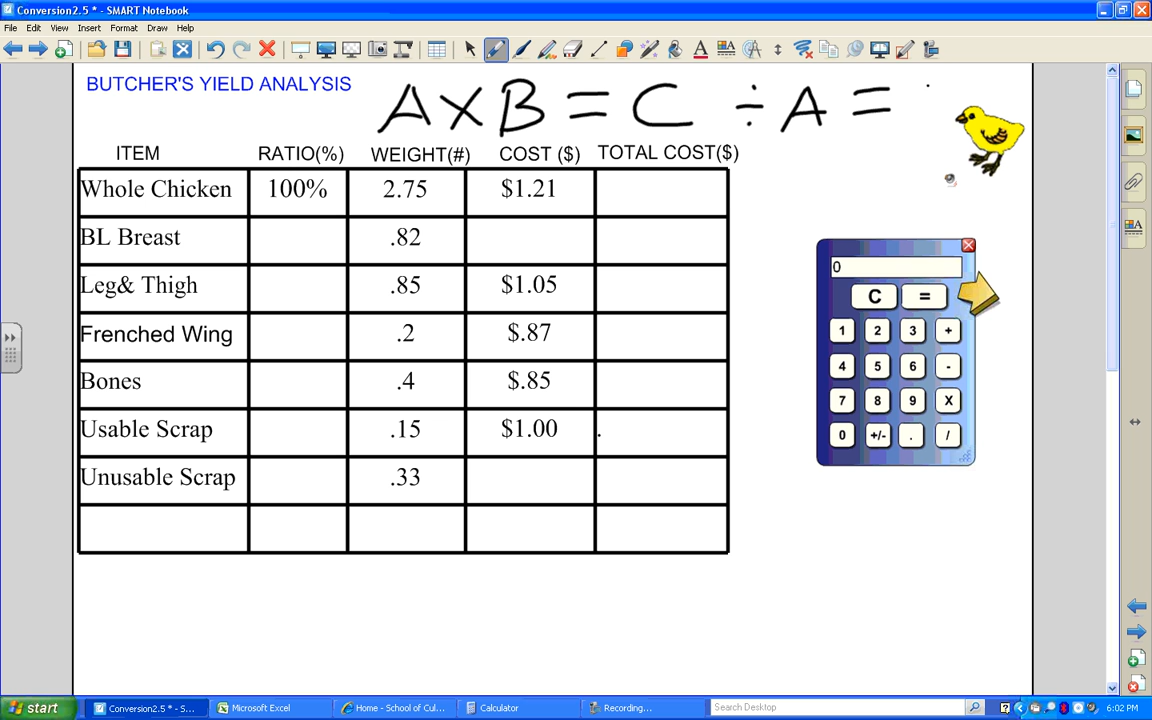 Conversion2.5 * - SMART Notebook
File Edit View Insert Format Draw Help
BUTCHER'S YIELD ANALYSIS
A X B = C ÷ A =
ITEM RATIO(%) WEIGHT(#) COST ($) TOTAL COST($)
Whole Chicken 100% 2.75 $1.21
BL Breast .82
Leg& Thigh .85 $1.05
Frenched Wing .2 $.87
Bones .4 $.85
Usable Scrap .15 $1.00 .
Unusable Scrap .33
0
C =
1 2 3 +
4 5 6 -
7 8 9 X
0 +/- . /
start Conversion2.5 * - S... Microsoft Excel Home - School of Cul... Calculator Recording... Search Desktop 6:02 PM